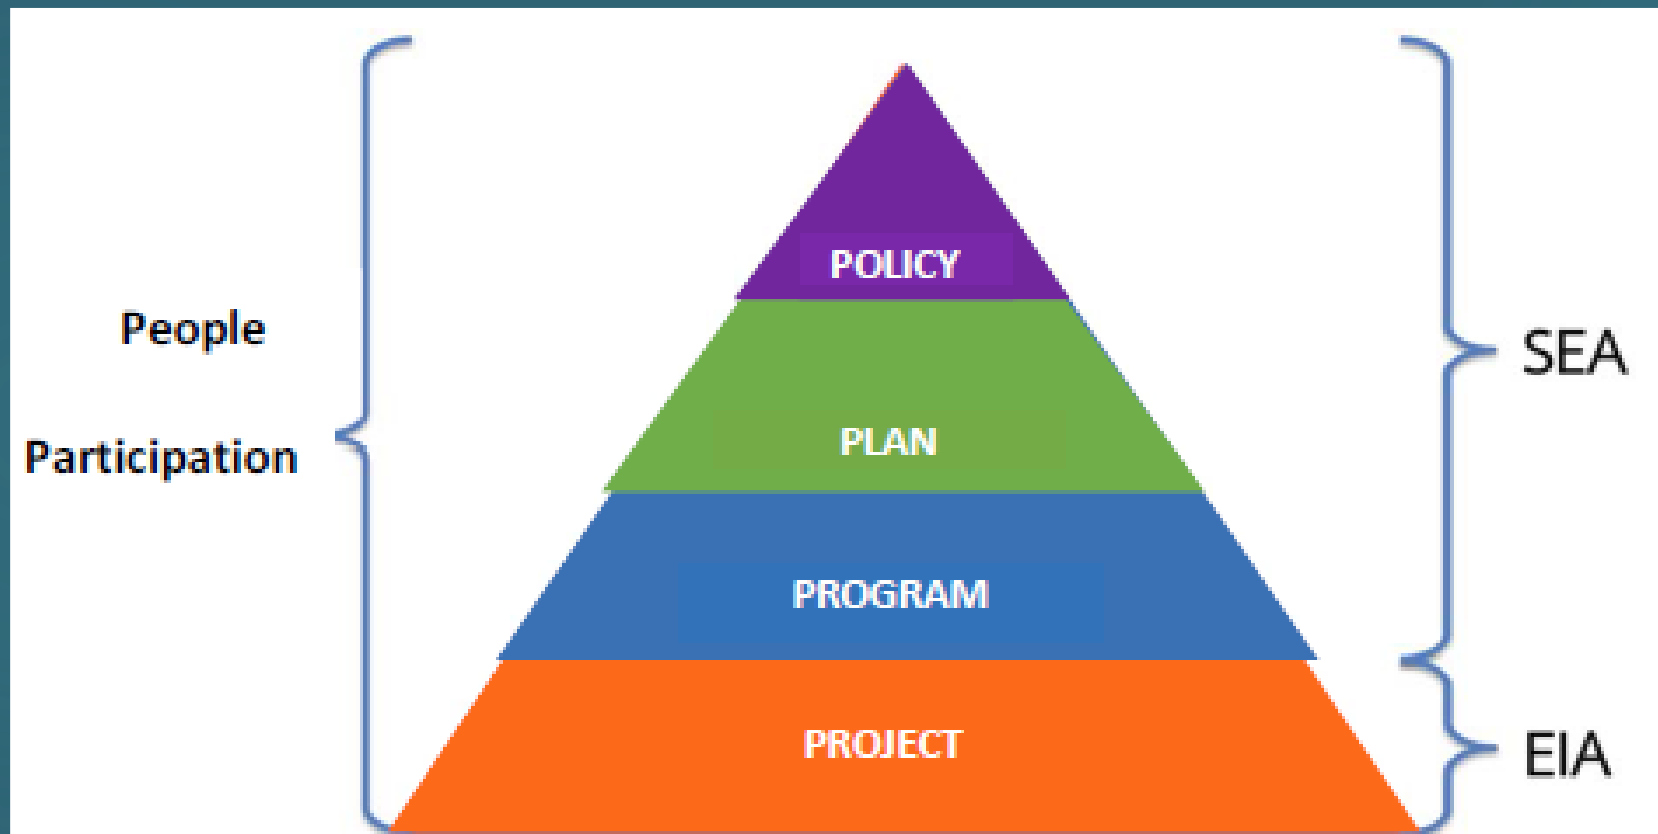 POLICY
People
SEA
PLAN
Participation
PROGRAM
PROJECT
EIA